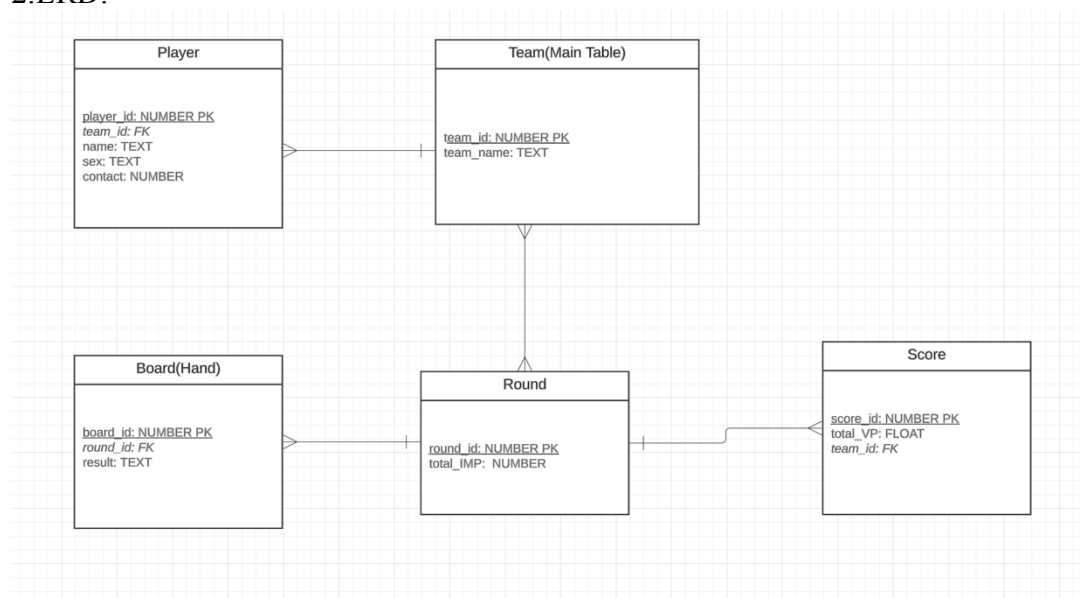 2.ERD:
Player
player_id: NUMBER PK
team_id: FK
name: TEXT
sex: TEXT
contact: NUMBER
Team(Main Table)
team_id: NUMBER PK
team_name: TEXT
Board(Hand)
board_id: NUMBER PK
round_id: FK
result: TEXT
Round
round_id: NUMBER PK
total_IMP: NUMBER
Score
score_id: NUMBER PK
total_VP: FLOAT
team_id: FK